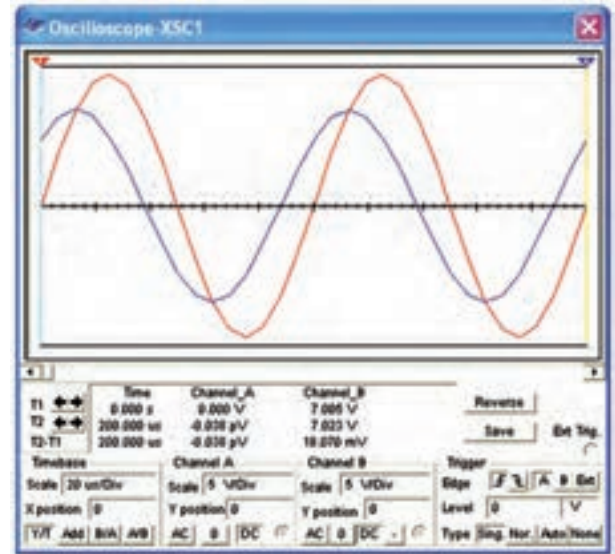 Oscilloscope-XSC1
Time Channel_A Channel_B
T1 0.000 s 0.000 V 7.005 V
T2 200.000 us -0.038 pV 7.023 V
T2-T1 200.000 us -0.038 pV 18.070 mV
Reverse
Save
Ext Trig.
Timebase Channel A Channel B Trigger
Scale 20 us/Div Scale 5 V/Div Scale 5 V/Div Edge A B Ext
X position 0 Y position 0 Y position 0 Level 0 V
Y/T Add B/A A/B AC 0 DC AC 0 DC - Type Sing. Nor. Auto None